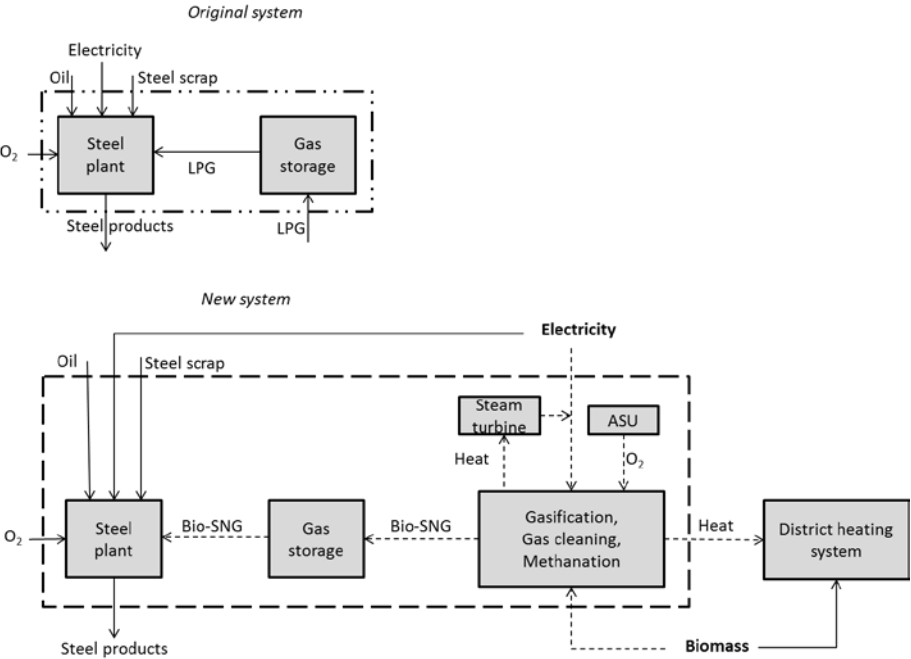 Original system
Electricity
Oil
Steel scrap
O2
Steel
plant
LPG
Gas
storage
Steel products
LPG
New system
Electricity
Oil
Steel scrap
Steam
turbine
ASU
Heat
O2
O2
Steel
plant
Bio-SNG
Gas
storage
Bio-SNG
Gasification,
Gas cleaning,
Methanation
Heat
District heating
system
Steel products
Biomass